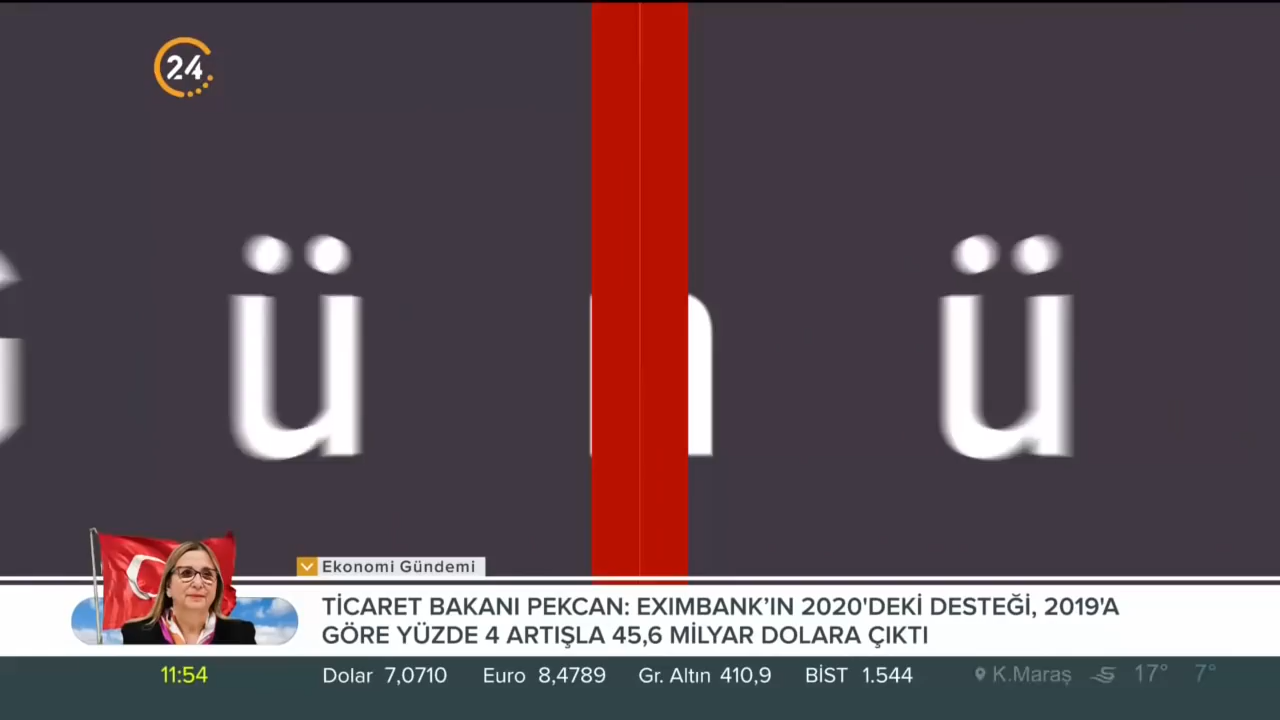 24
ü n ü
Ekonomi Gündemi
TİCARET BAKANI PEKCAN: EXIMBANK’IN 2020'DEKİ DESTEĞİ, 2019'A
GÖRE YÜZDE 4 ARTIŞLA 45,6 MİLYAR DOLARA ÇIKTI
11:54 Dolar 7,0710 Euro 8,4789 Gr. Altın 410,9 BİST 1.544 K.Maraş 17° 7°